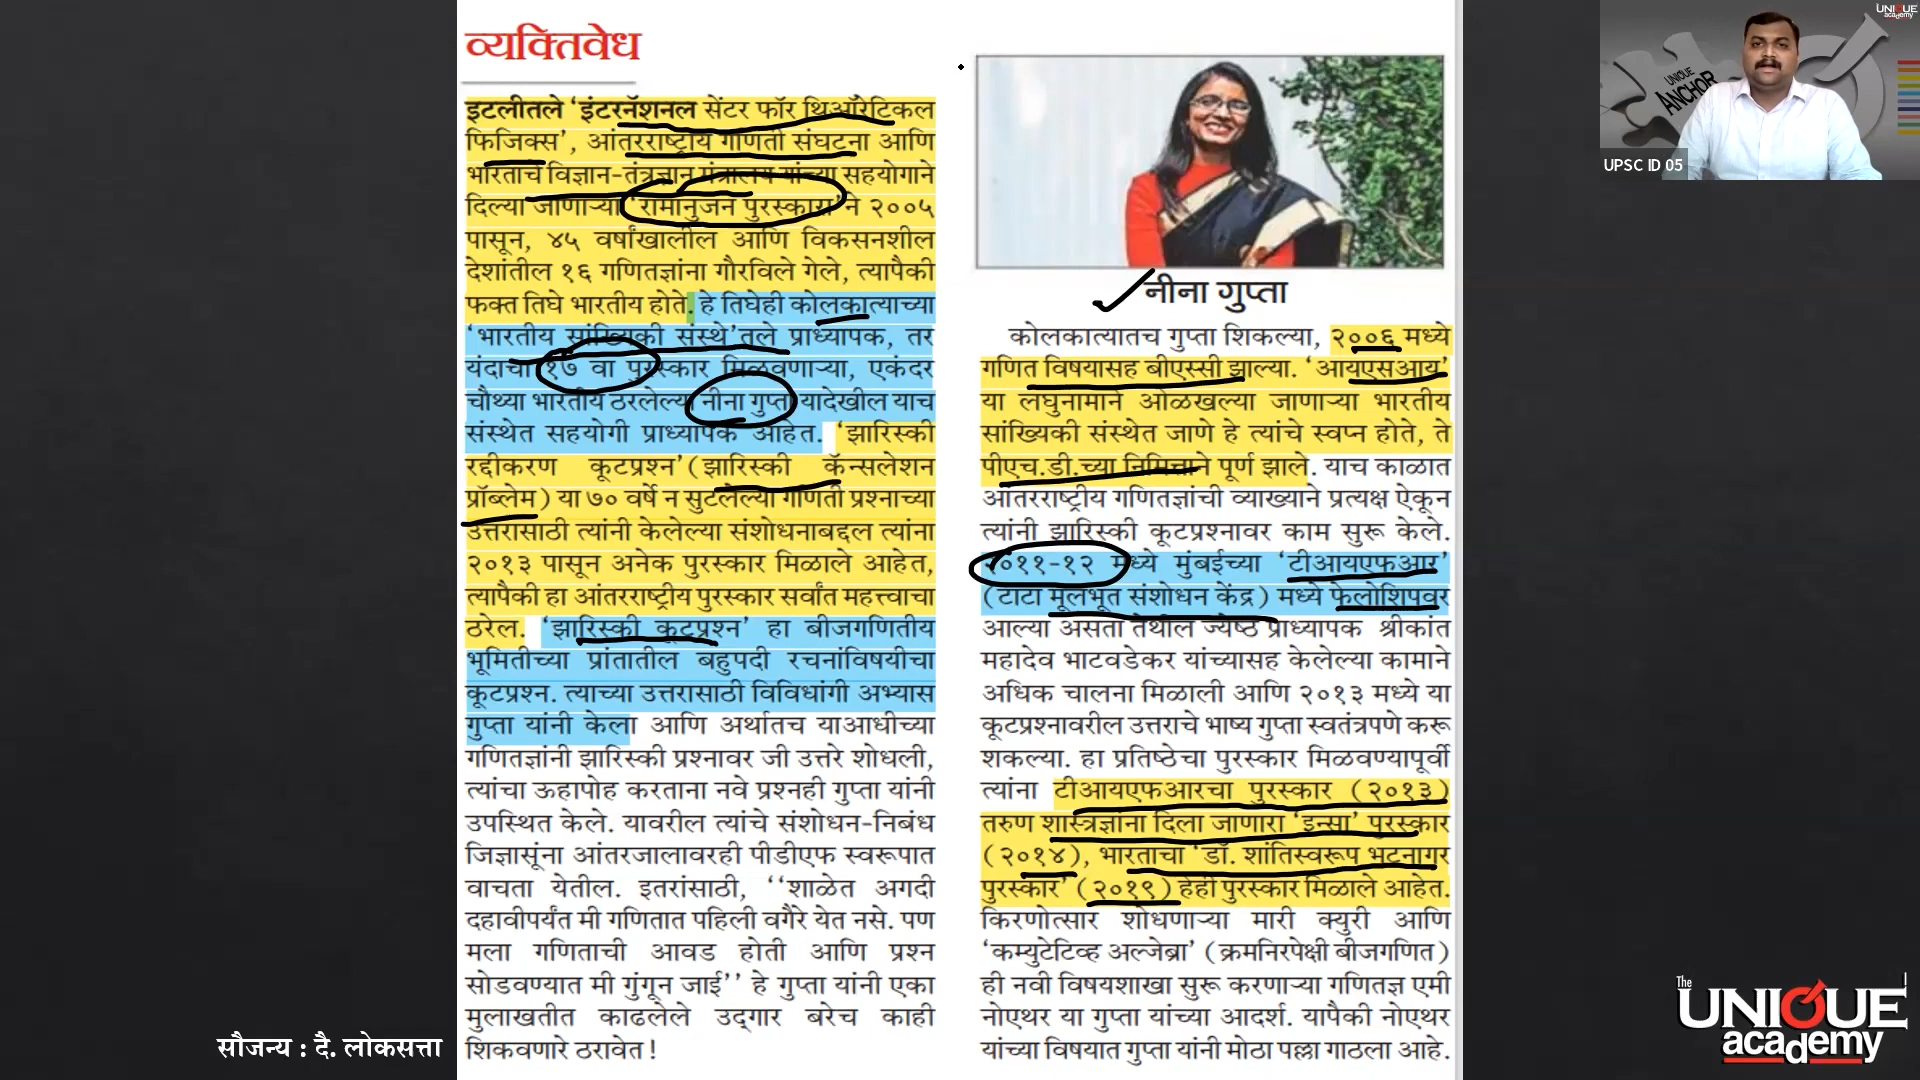 व्यक्तिवेध
इटलीतले ‘इंटरनॅशनल सेंटर फॉर थिऑरेटिकल
फिजिक्स’, आंतरराष्ट्रीय गणिती संघटना आणि
भारताचे विज्ञान-तंत्रज्ञान मंत्रालय यांच्या सहयोगाने
दिल्या जाणाऱ्या ‘रामानुजन पुरस्कारा’ने २००५
पासून, ४५ वर्षांखालील आणि विकसनशील
देशांतील १६ गणितज्ञांना गौरविले गेले, त्यापैकी
फक्त तिघे भारतीय होते. हे तिघेही कोलकात्याच्या
‘भारतीय सांख्यिकी संस्थे’तले प्राध्यापक, तर
यंदाचा १७ वा पुरस्कार मिळवणाऱ्या, एकंदर
चौथ्या भारतीय ठरलेल्या नीना गुप्ता यादेखील याच
संस्थेत सहयोगी प्राध्यापक आहेत. ‘झारिस्की
रद्दीकरण कूटप्रश्न’ (झारिस्की कॅन्सलेशन
प्रॉब्लेम) या ७० वर्षे न सुटलेल्या गणिती प्रश्नाच्या
उत्तरासाठी त्यांनी केलेल्या संशोधनाबद्दल त्यांना
२०१३ पासून अनेक पुरस्कार मिळाले आहेत,
त्यापैकी हा आंतरराष्ट्रीय पुरस्कार सर्वांत महत्त्वाचा
ठरेल. ‘झारिस्की कूटप्रश्न’ हा बीजगणितीय
भूमितीच्या प्रांतातील बहुपदी रचनांविषयीचा
कूटप्रश्न. त्याच्या उत्तरासाठी विविधांगी अभ्यास
गुप्ता यांनी केला आणि अर्थातच याआधीच्या
गणितज्ञांनी झारिस्की प्रश्नावर जी उत्तरे शोधली,
त्यांचा ऊहापोह करताना नवे प्रश्नही गुप्ता यांनी
उपस्थित केले. यावरील त्यांचे संशोधन-निबंध
जिज्ञासूंना आंतरजालावरही पीडीएफ स्वरूपात
वाचता येतील. इतरांसाठी, ‘‘शाळेत अगदी
दहावीपर्यंत मी गणितात पहिली वगैरे येत नसे. पण
मला गणिताची आवड होती आणि प्रश्न
सोडवण्यात मी गुंगून जाई’’ हे गुप्ता यांनी एका
मुलाखतीत काढलेले उद्‌गार बरेच काही
शिकवणारे ठरावेत !
नीना गुप्ता
कोलकात्यातच गुप्ता शिकल्या, २००६ मध्ये
गणित विषयासह बीएस्सी झाल्या. ‘आयएसआय’
या लघुनामाने ओळखल्या जाणाऱ्या भारतीय
सांख्यिकी संस्थेत जाणे हे त्यांचे स्वप्न होते, ते
पीएच.डी.च्या निमित्ताने पूर्ण झाले. याच काळात
आंतरराष्ट्रीय गणितज्ञांची व्याख्याने प्रत्यक्ष ऐकून
त्यांनी झारिस्की कूटप्रश्नावर काम सुरू केले.
२०११-१२ मध्ये मुंबईच्या ‘टीआयएफआर’
(टाटा मूलभूत संशोधन केंद्र) मध्ये फेलोशिपवर
आल्या असता तेथील ज्येष्ठ प्राध्यापक श्रीकांत
महादेव भाटवडेकर यांच्यासह केलेल्या कामाने
अधिक चालना मिळाली आणि २०१३ मध्ये या
कूटप्रश्नावरील उत्तराचे भाष्य गुप्ता स्वतंत्रपणे करू
शकल्या. हा प्रतिष्ठेचा पुरस्कार मिळवण्यापूर्वी
त्यांना टीआयएफआरचा पुरस्कार (२०१३)
तरुण शास्त्रज्ञांना दिला जाणारा ‘इन्सा’ पुरस्कार
(२०१४), भारताचा ‘डॉ. शांतिस्वरूप भटनागर
पुरस्कार’ (२०१९) हेही पुरस्कार मिळाले आहेत.
किरणोत्सार शोधणाऱ्या मारी क्युरी आणि
‘कम्युटेटिव्ह अल्जेब्रा’ (क्रमनिरपेक्षी बीजगणित)
ही नवी विषयशाखा सुरू करणाऱ्या गणितज्ञ एमी
नोएथर या गुप्ता यांच्या आदर्श. यापैकी नोएथर
यांच्या विषयात गुप्ता यांनी मोठा पल्ला गाठला आहे.
UNIQUE
academy
UNIQUE
ANCHOR
UPSC ID 05
सौजन्य : दै. लोकसत्ता
The
UNIQUE
academy